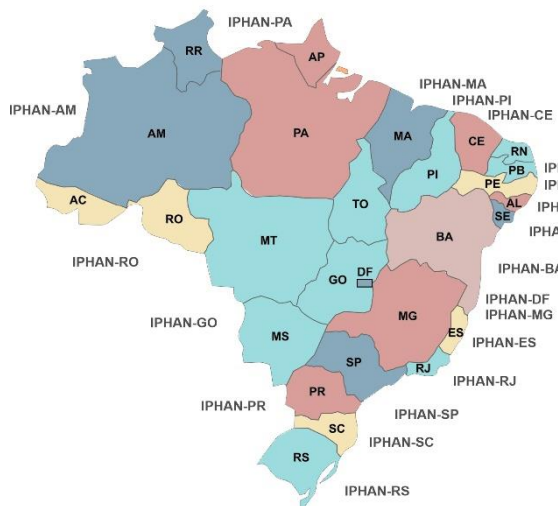 IPHAN-PA
RR
AP
IPHAN-MA
IPHAN-PI
IPHAN-CE
IPHAN-AM
AM
PA
MA
CE
RN
PI
PB
PE
AC
RO
TO
AL
SE
MT
BA
IPHAN-RO
IPHAN-BA
GO
DF
IPHAN-DF
IPHAN-MG
IPHAN-GO
MS
MG
ES
IPHAN-ES
SP
RJ
IPHAN-RJ
IPHAN-PR
PR
IPHAN-SP
SC
IPHAN-SC
RS
IPHAN-RS